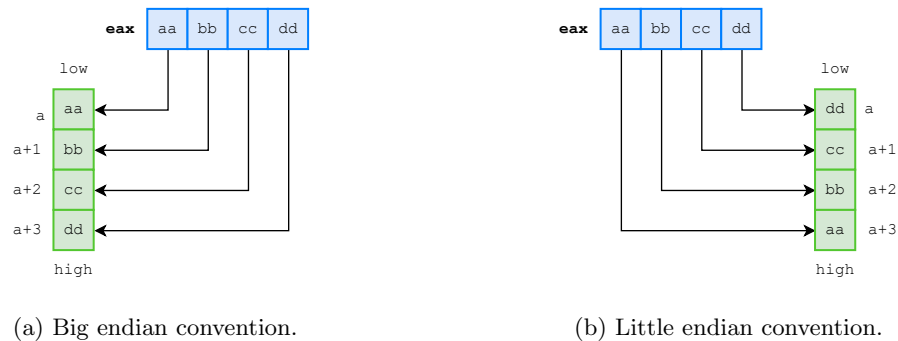 eax aa bb cc dd
low
a aa
a+1 bb
a+2 cc
a+3 dd
high
(a) Big endian convention.
eax aa bb cc dd
low
dd a
cc a+1
bb a+2
aa a+3
high
(b) Little endian convention.